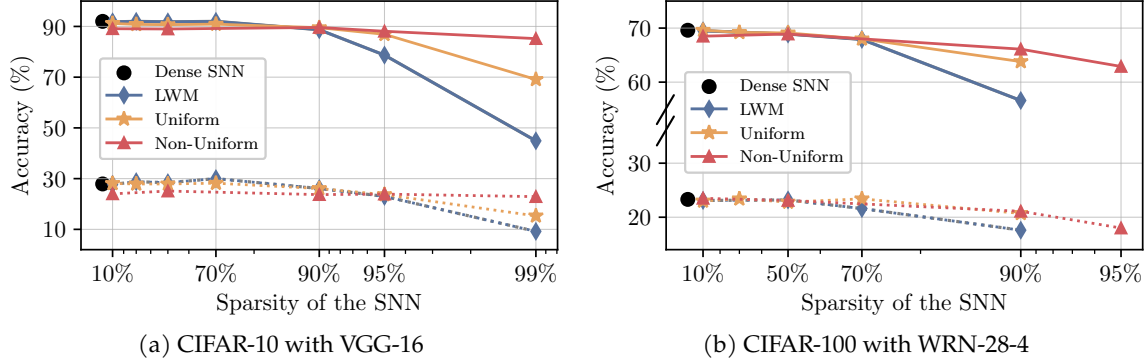 90
70
50
30
10
Accuracy (%)
Dense SNN
LWM
Uniform
Non-Uniform
10%
70%
90%
95%
99%
Sparsity of the SNN
(a) CIFAR-10 with VGG-16
70
60
30
20
Accuracy (%)
Dense SNN
LWM
Uniform
Non-Uniform
10%
50%
70%
90%
95%
Sparsity of the SNN
(b) CIFAR-100 with WRN-28-4